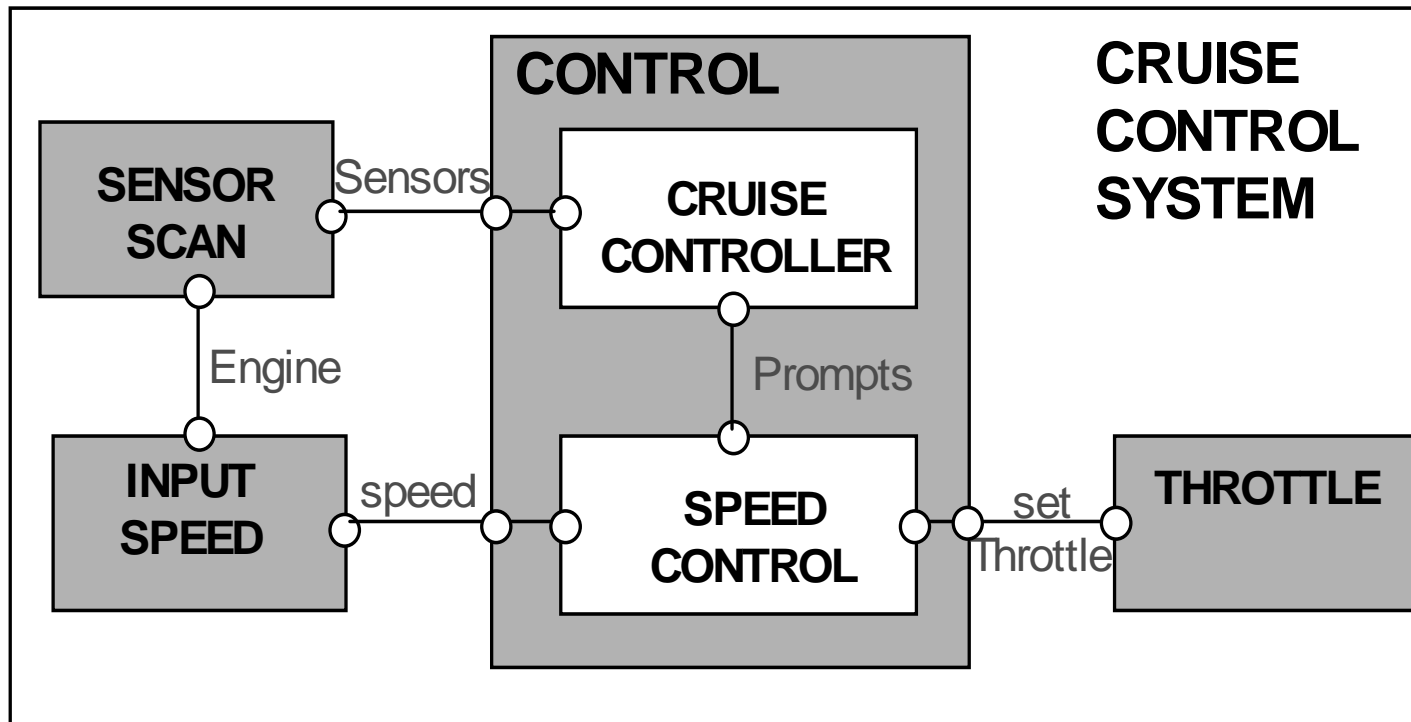 CONTROL
CRUISE
CONTROL
SYSTEM
SENSOR
SCAN
Sensors
CRUISE
CONTROLLER
Engine
Prompts
INPUT
SPEED
speed
SPEED
CONTROL
set
Throttle
THROTTLE